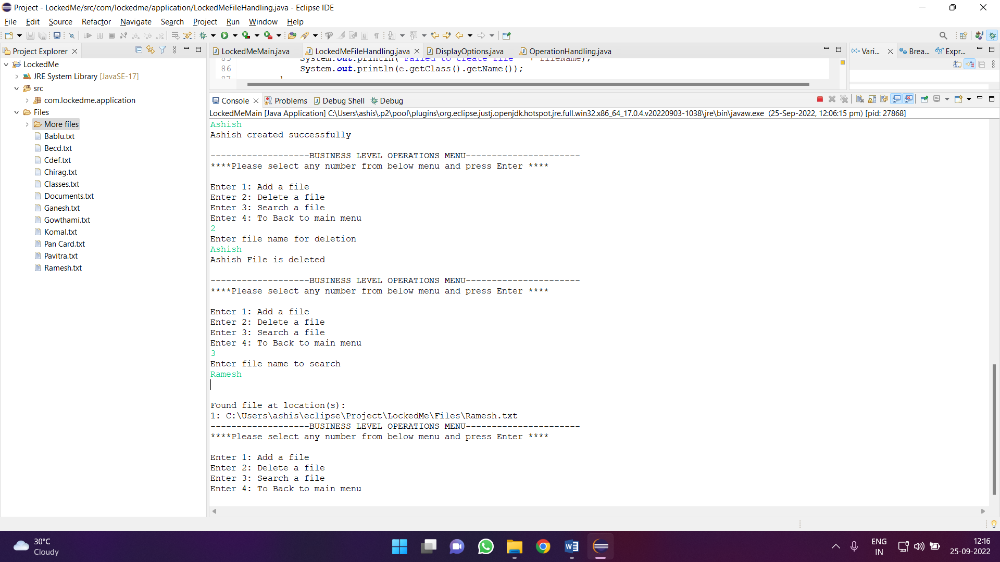 Project - LockedMe/src/com/lockedme/application/LockedMeFileHandling.java - Eclipse IDE
File Edit Source Refactor Navigate Search Project Run Window Help
Project Explorer
LockedMe
JRE System Library [JavaSE-17]
src
com.lockedme.application
Files
More files
Bablu.txt
Becd.txt
Cdef.txt
Chirag.txt
Classes.txt
Documents.txt
Ganesh.txt
Gowthami.txt
Komal.txt
Pan Card.txt
Pavitra.txt
Ramesh.txt
LockedMeMain.java LockedMeFileHandling.java DisplayOptions.java OperationHandling.java
85 System.out.println("Failed to create file " + fileName);
86 System.out.println(e.getClass().getName());
87 }
(x)= Vari... Brea... Expr...
Console Problems Debug Shell Debug
LockedMeMain [Java Application] C:\Users\ashis\.p2\pool\plugins\org.eclipse.justj.openjdk.hotspot.jre.full.win32.x86_64_17.0.4.v20220903-1038\jre\bin\javaw.exe (25-Sep-2022, 12:06:15 pm) [pid: 27868]
Ashish
Ashish created successfully
-------------------BUSINESS LEVEL OPERATIONS MENU----------------------
****Please select any number from below menu and press Enter ****
Enter 1: Add a file
Enter 2: Delete a file
Enter 3: Search a file
Enter 4: To Back to main menu
2
Enter file name for deletion
Ashish
Ashish File is deleted
-------------------BUSINESS LEVEL OPERATIONS MENU----------------------
****Please select any number from below menu and press Enter ****
Enter 1: Add a file
Enter 2: Delete a file
Enter 3: Search a file
Enter 4: To Back to main menu
3
Enter file name to search
Ramesh
Found file at location(s):
1: C:\Users\ashis\eclipse\Project\LockedMe\Files\Ramesh.txt
-------------------BUSINESS LEVEL OPERATIONS MENU----------------------
****Please select any number from below menu and press Enter ****
Enter 1: Add a file
Enter 2: Delete a file
Enter 3: Search a file
Enter 4: To Back to main menu
30°C
Cloudy
ENG
IN
12:16
25-09-2022